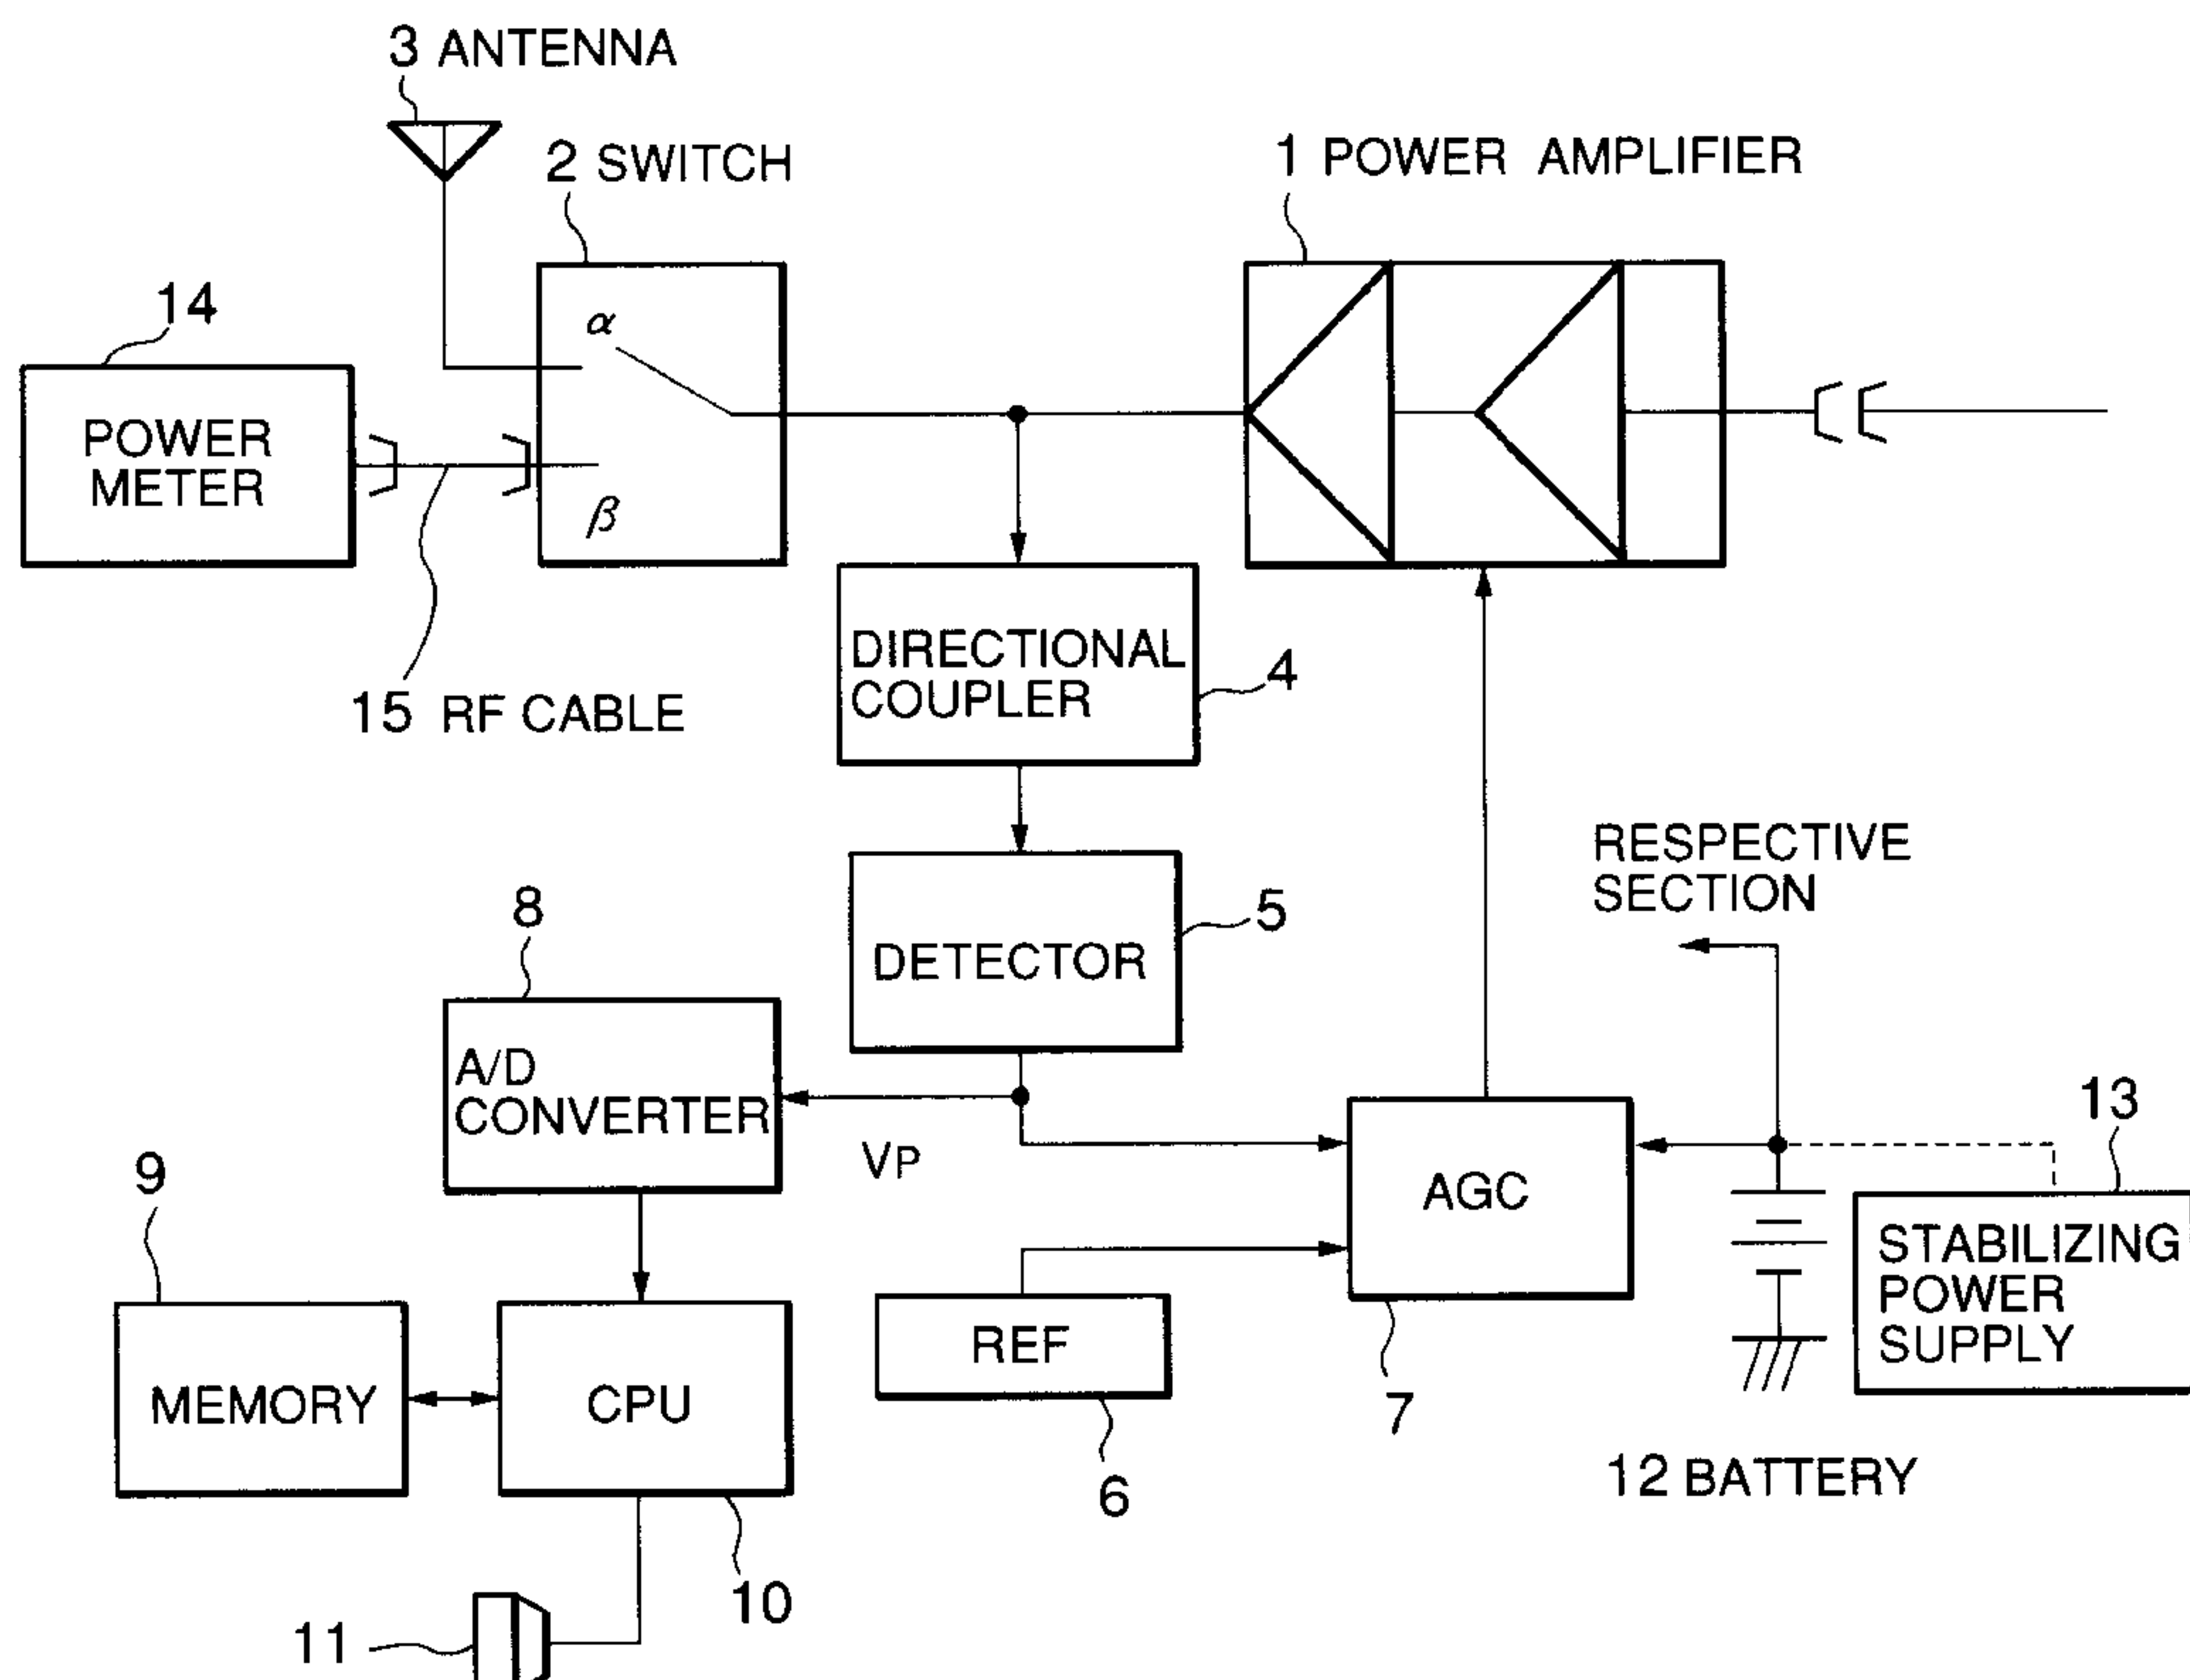 3 ANTENNA
2 SWITCH
1 POWER AMPLIFIER
14
α
POWER
METER
β
DIRECTIONAL
COUPLER
4
15 RF CABLE
RESPECTIVE
SECTION
8
5
DETECTOR
A/D
CONVERTER
13
9
VP
AGC
STABILIZING
POWER
SUPPLY
REF
MEMORY
CPU
7
12 BATTERY
6
10
11